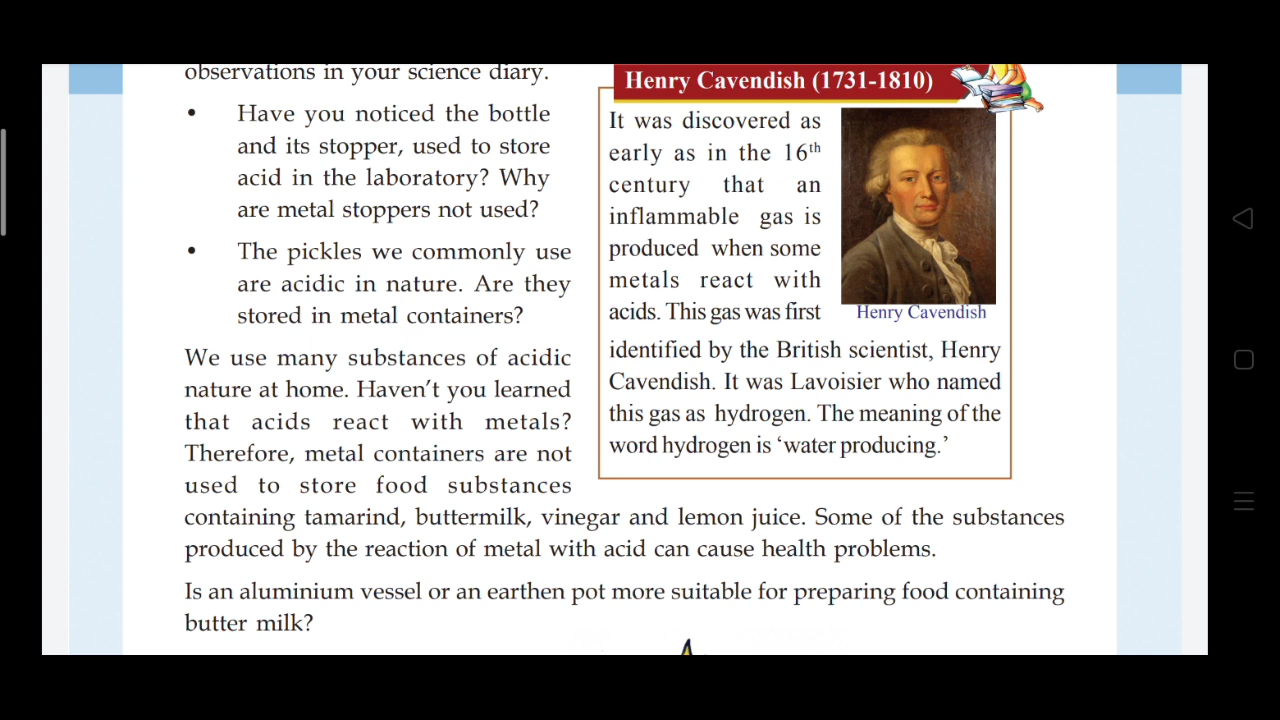 observations in your science diary.
• Have you noticed the bottle
and its stopper, used to store
acid in the laboratory? Why
are metal stoppers not used?
• The pickles we commonly use
are acidic in nature. Are they
stored in metal containers?
We use many substances of acidic
nature at home. Haven’t you learned
that acids react with metals?
Therefore, metal containers are not
used to store food substances
containing tamarind, buttermilk, vinegar and lemon juice. Some of the substances
produced by the reaction of metal with acid can cause health problems.
Is an aluminium vessel or an earthen pot more suitable for preparing food containing
butter milk?
Henry Cavendish (1731-1810)
It was discovered as
early as in the 16th
century that an
inflammable gas is
produced when some
metals react with
acids. This gas was first
Henry Cavendish
identified by the British scientist, Henry
Cavendish. It was Lavoisier who named
this gas as hydrogen. The meaning of the
word hydrogen is ‘water producing.’